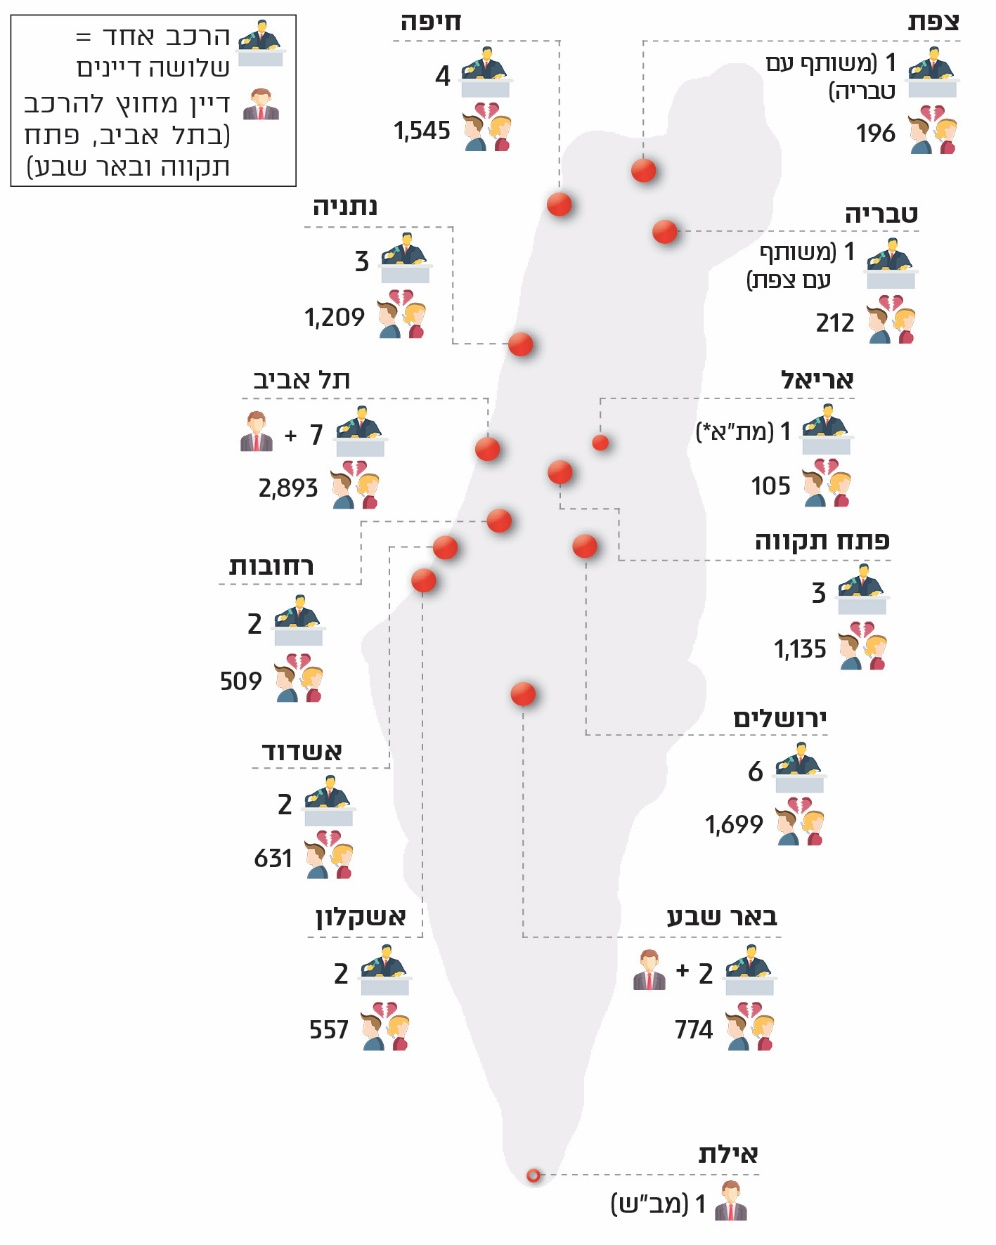 הרכב אחד =
שלושה דיינים
דיין מחוץ להרכב
(בתל אביב, פתח
תקווה ובאר שבע)
צפת
1 (משותף עם
טבריה)
196
חיפה
4
1,545
טבריה
1 (משותף
עם צפת)
212
נתניה
3
1,209
אריאל
1 (מת"א*)
105
תל אביב
7 +
2,893
פתח תקווה
3
1,135
רחובות
2
509
ירושלים
6
1,699
אשדוד
2
631
באר שבע
2 +
774
אשקלון
2
557
אילת
1 (מב"ש)